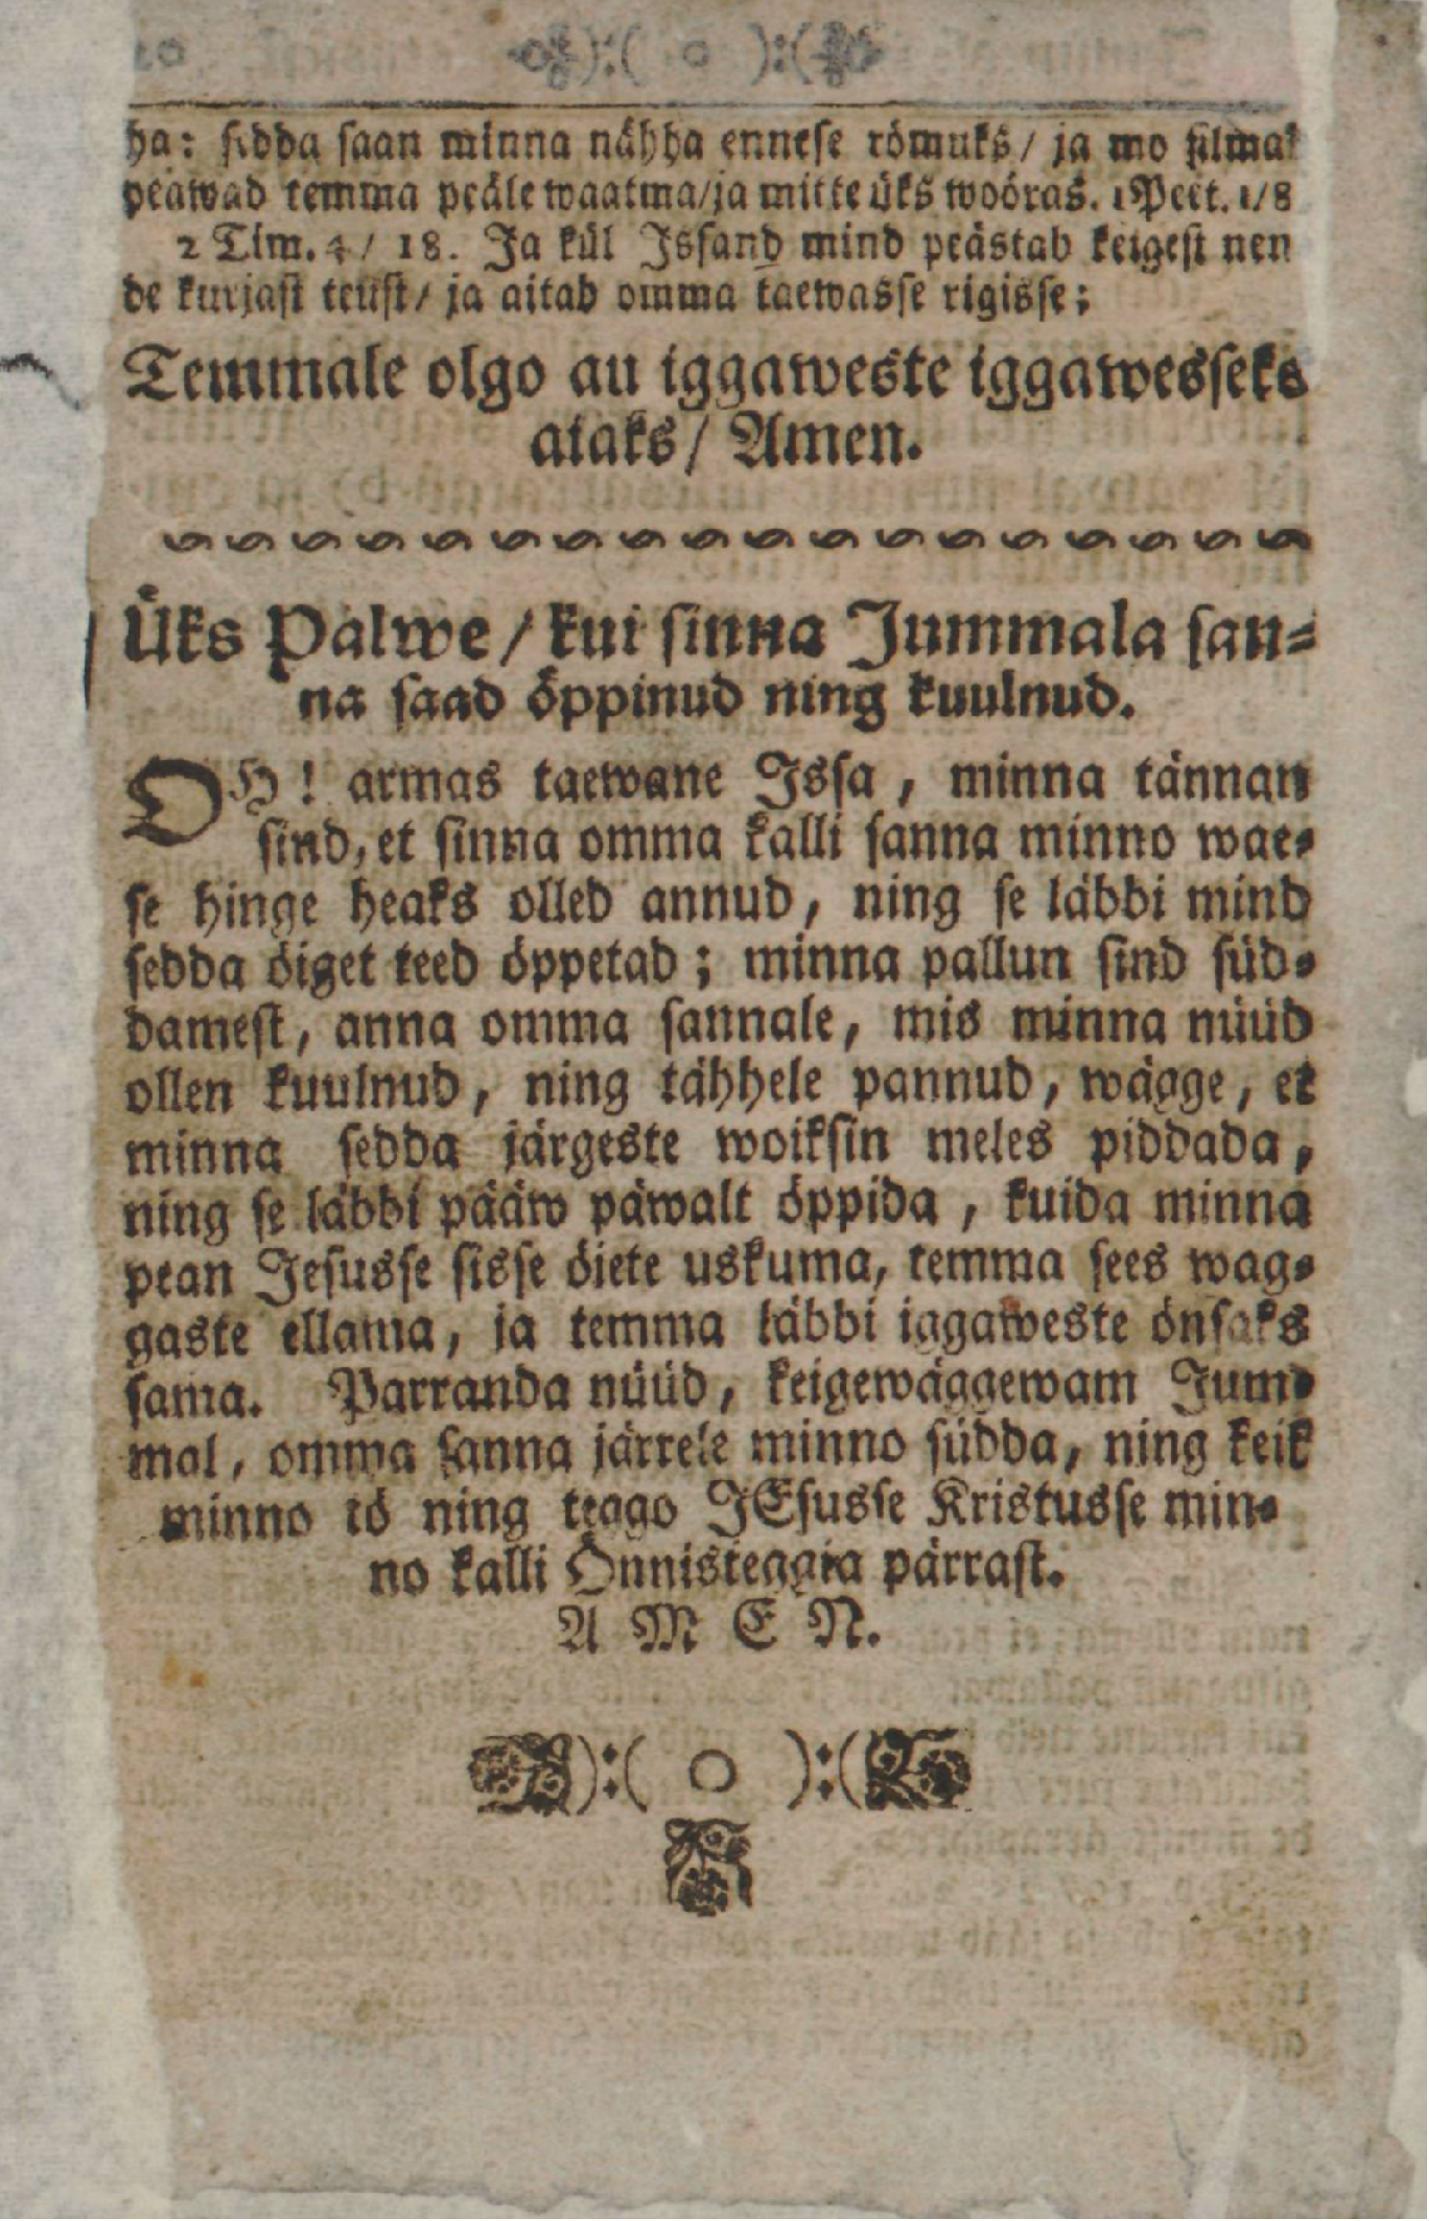 ):( o ):(
ha: sedda saan minna nähha ennese römuks/ ja mo silmad
peawad temma peäle waatma/ja mitte üks woöras. 1 Peet. 1/8
2 Tim. 4/ 18. Ja kül Jssand mind peästab keigest nen
de kurjast teüst/ ja aitab omma taewasse rigisse;
Temmale olgo au iggaweste iggawesseks
aiaks/ Amen.
Üks Palwe/ kui sinna Jummala san=
na saad öppinud ning kuulnud.
OH! armas taewane Jssa, minna tännan
sind, et sinna omma kalli sanna minno wae=
se hinge heaks olled annud, ning se läbbi mind
sedda öiget teed öppetad; minna pallun sind süd=
damest, anna omma sannale, mis minna nüüd
ollen kuulnud, ning tähhele pannud, wägge, et
minna sedda järgeste woiksin meles piddada,
ning se läbbi pääw päwalt öppida, kuida minna
pean Jesusse sisse öiete uskuma, temma sees wag=
gaste ellama, ja temma läbbi iggaweste önsaks
sama. Parranda nüüd, keigewäggewam Jum=
mal, omma sanna järrele minno südda, ning keik
minno tö ning teggo JEsusse Kristusse min=
no kalli Önnisteggia pärrast.
A M E N.
):( o ):(